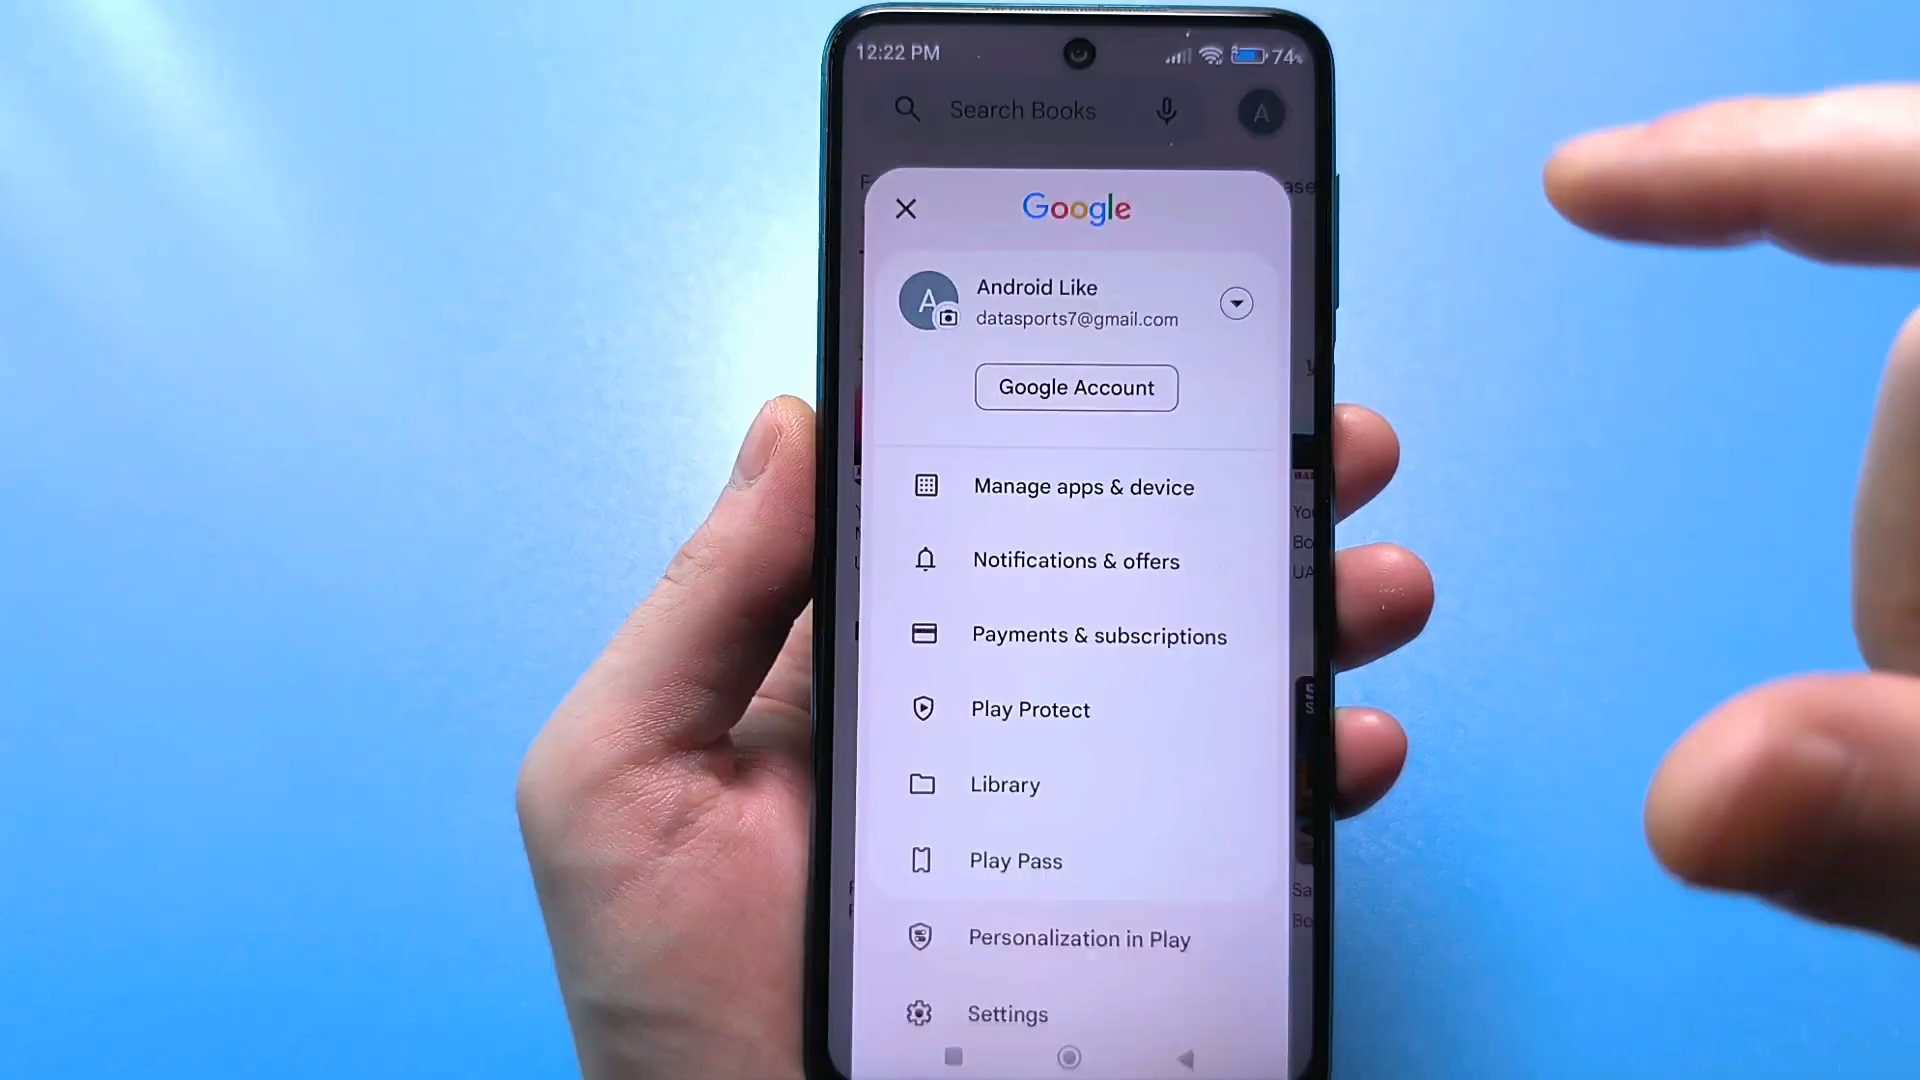 12:22 PM
74%
Search Books
A
Google
A
Android Like
datasports7@gmail.com
Google Account
Manage apps & device
Notifications & offers
Payments & subscriptions
Play Protect
Library
Play Pass
Personalization in Play
Settings